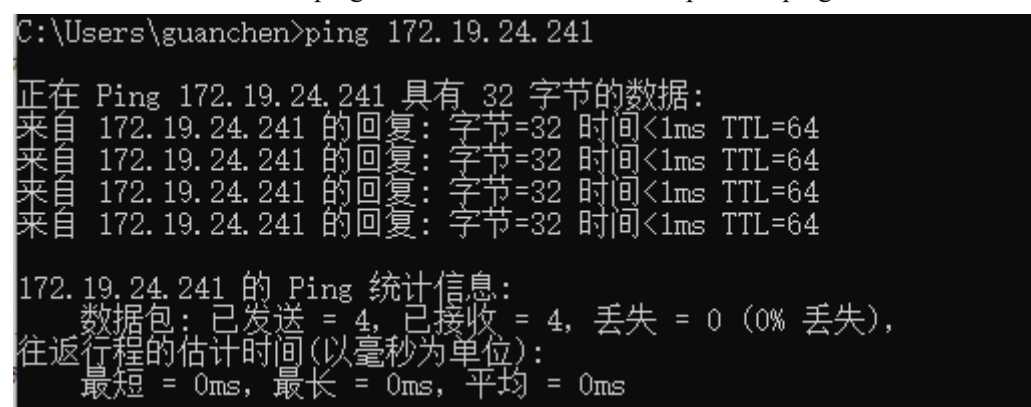 C:\Users\guanchen>ping 172.19.24.241
正在 Ping 172.19.24.241 具有 32 字节的数据:
来自 172.19.24.241 的回复: 字节=32 时间<1ms TTL=64
来自 172.19.24.241 的回复: 字节=32 时间<1ms TTL=64
来自 172.19.24.241 的回复: 字节=32 时间<1ms TTL=64
来自 172.19.24.241 的回复: 字节=32 时间<1ms TTL=64
172.19.24.241 的 Ping 统计信息:
数据包: 已发送 = 4, 已接收 = 4, 丢失 = 0 (0% 丢失),
往返行程的估计时间(以毫秒为单位):
最短 = 0ms, 最长 = 0ms, 平均 = 0ms